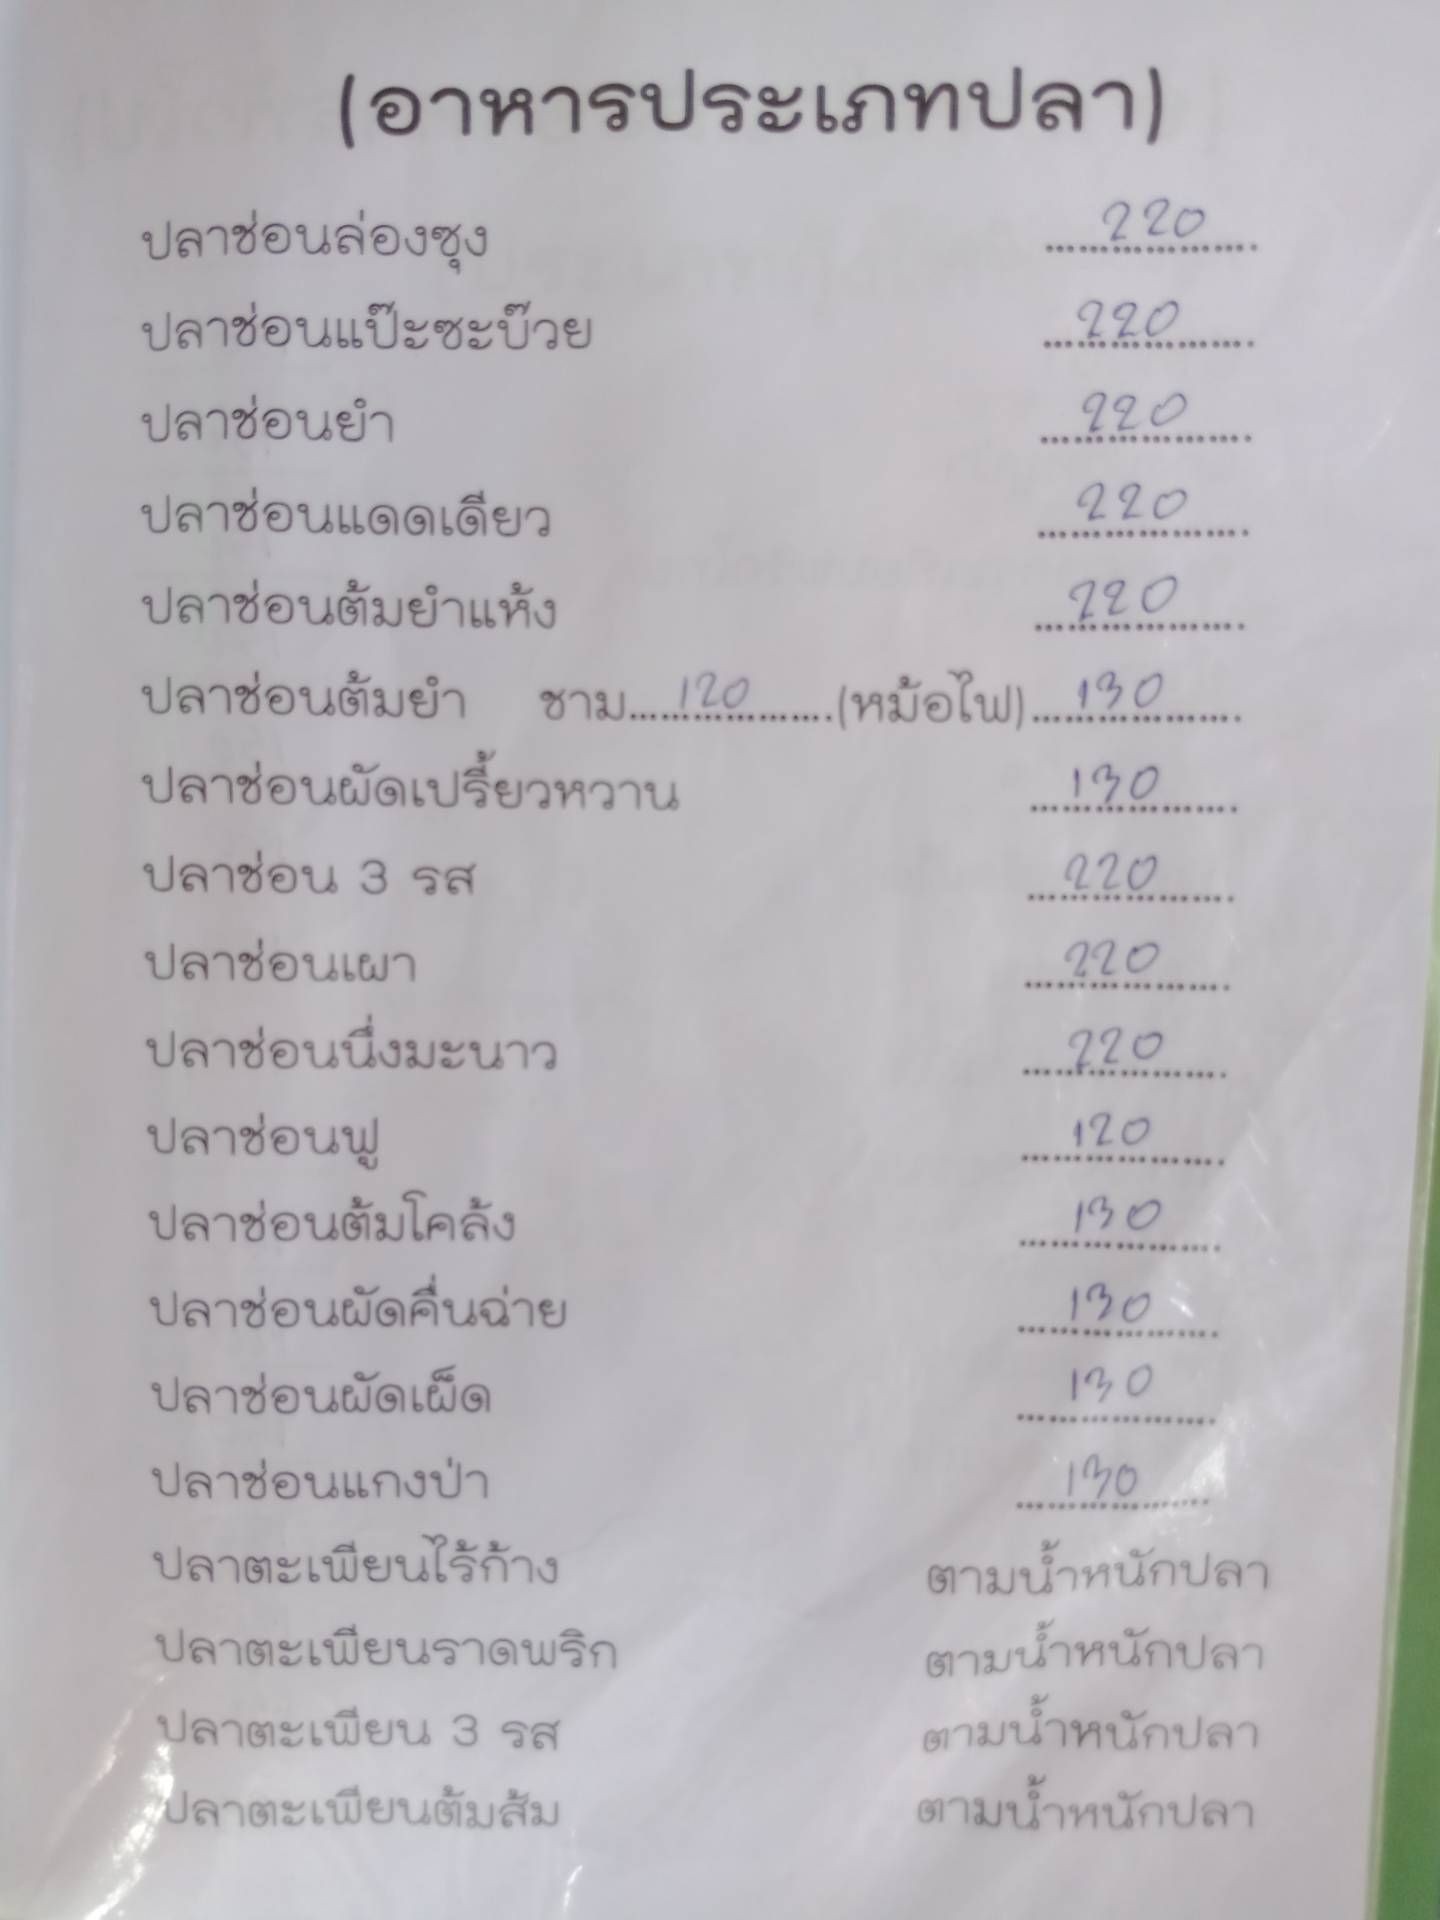 (อาหารประเภทปลา)
ปลาช่อนล่องซุง ........220........
ปลาช่อนแป๊ะซะบ๊วย ........220........
ปลาช่อนยำ ........220........
ปลาช่อนแดดเดียว ........220........
ปลาช่อนต้มยำแห้ง ........220........
ปลาช่อนต้มยำ ชาม........120........(หม้อไฟ)........130........
ปลาช่อนผัดเปรี้ยวหวาน ........130........
ปลาช่อน 3 รส ........220........
ปลาช่อนเผา ........220........
ปลาช่อนนึ่งมะนาว ........220........
ปลาช่อนฟู ........120........
ปลาช่อนต้มโคล้ง ........130........
ปลาช่อนผัดคื่นฉ่าย ........130........
ปลาช่อนผัดเผ็ด ........130........
ปลาช่อนแกงป่า ........130........
ปลาตะเพียนไร้ก้าง ตามน้ำหนักปลา
ปลาตะเพียนราดพริก ตามน้ำหนักปลา
ปลาตะเพียน 3 รส ตามน้ำหนักปลา
ปลาตะเพียนต้มส้ม ตามน้ำหนักปลา